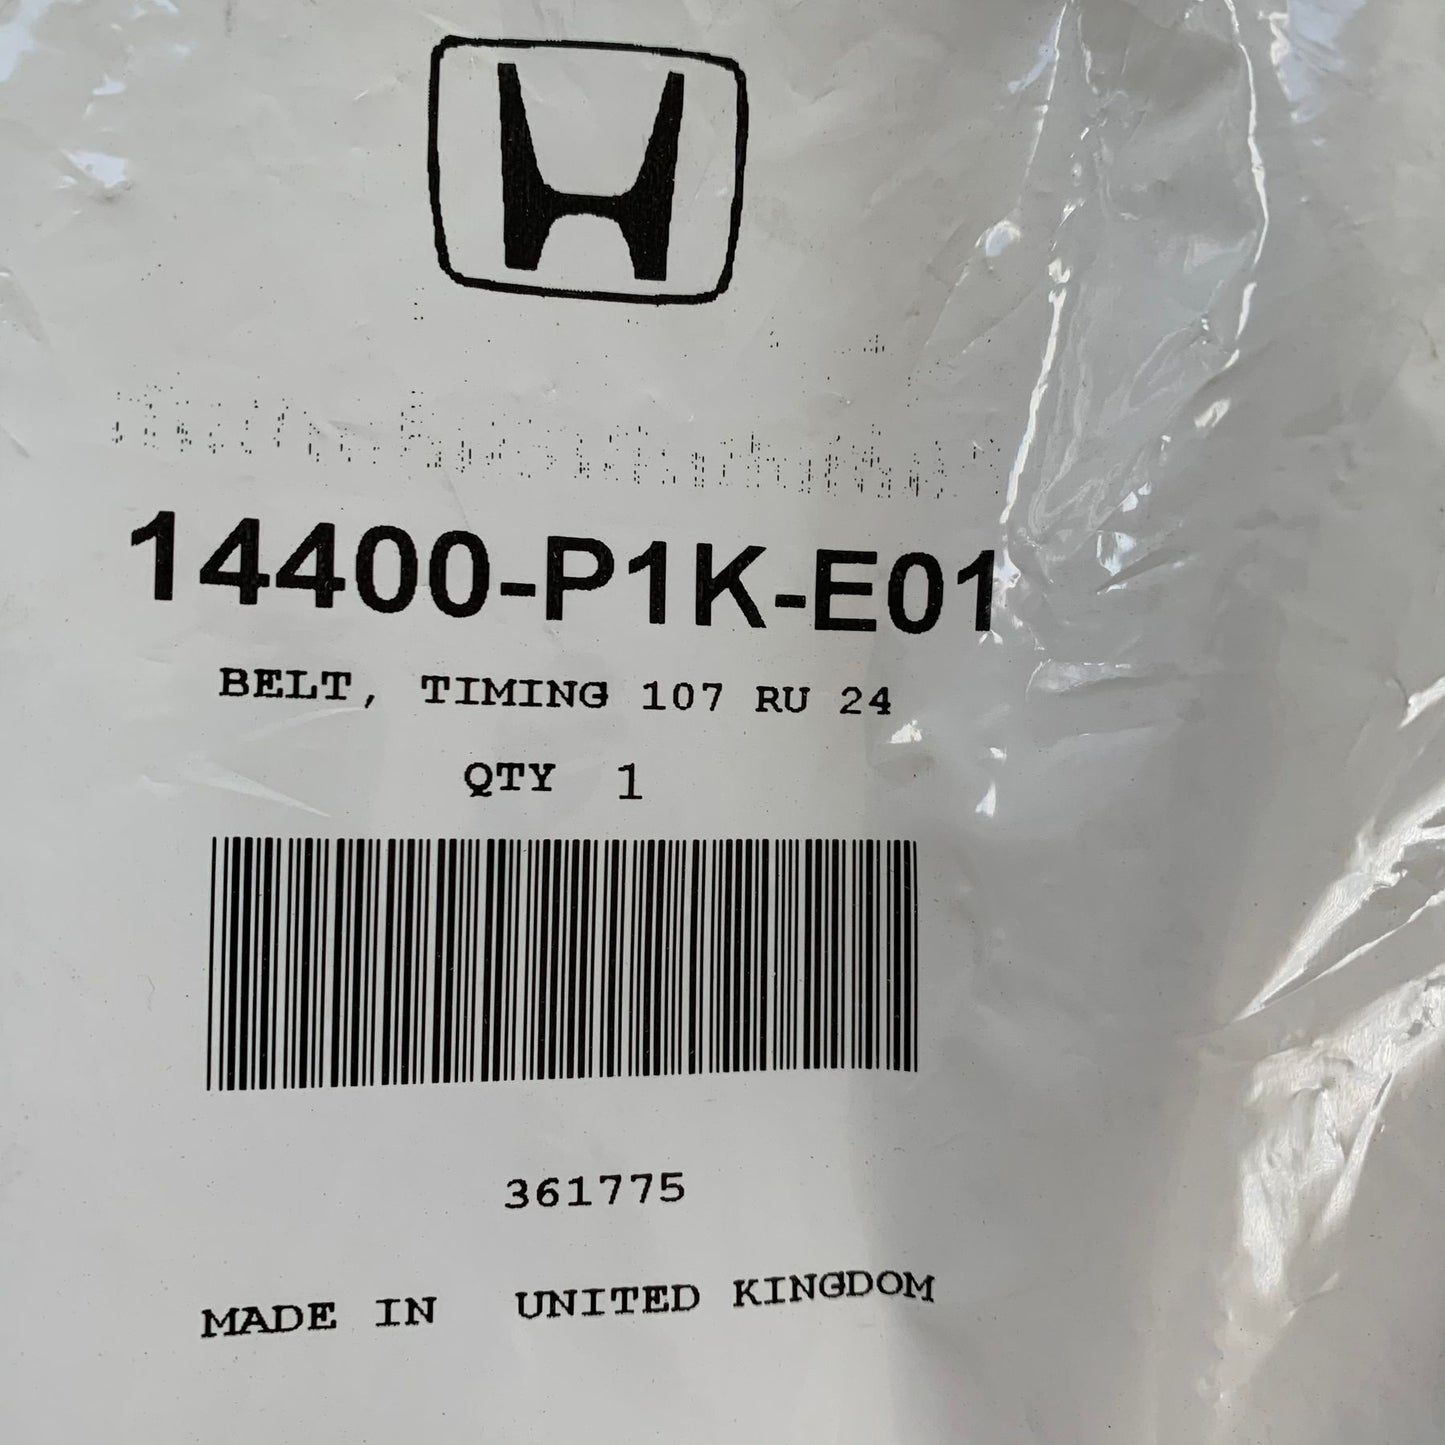 14400-P1K-E01
BELT, TIMING 107 RU 24
QTY 1
361775
MADE IN UNITED KINGDOM